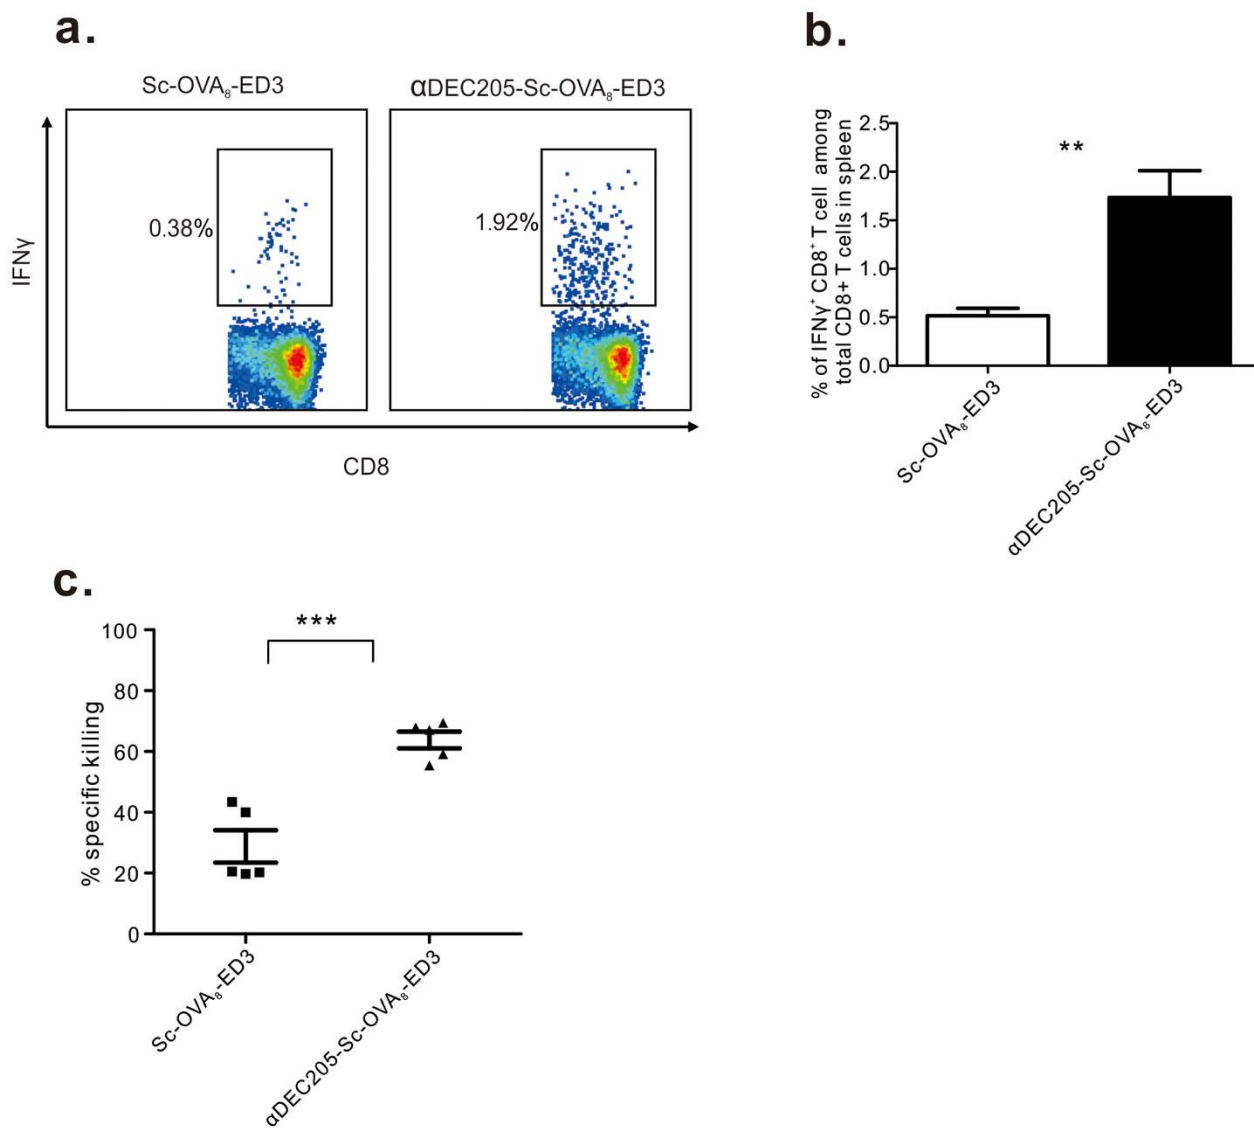 a.
Sc-OVA₈-ED3
αDEC205-Sc-OVA₈-ED3
0.38%
1.92%
IFNγ
CD8
b.
% of IFNγ⁺ CD8⁺ T cell among
total CD8+ T cells in spleen
2.5
2.0
1.5
1.0
0.5
0.0
**
Sc-OVA₈-ED3
αDEC205-Sc-OVA₈-ED3
c.
% specific killing
100
80
60
40
20
0
***
Sc-OVA₈-ED3
αDEC205-Sc-OVA₈-ED3